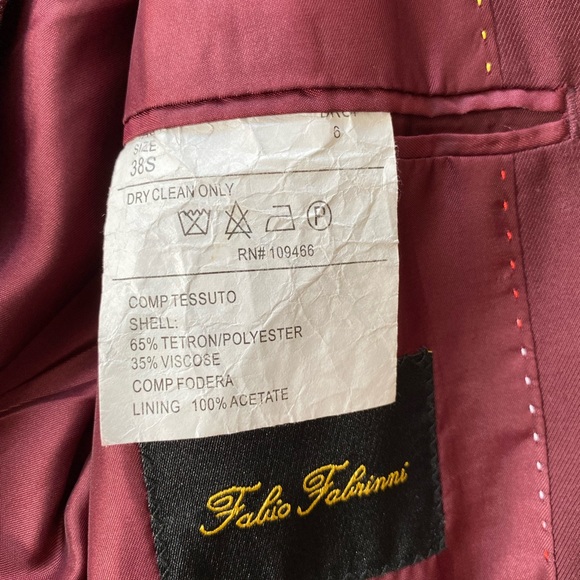 SIZE
6
38S
DRY CLEAN ONLY
P
RN# 109466
COMP TESSUTO
SHELL:
65% TETRON/POLYESTER
35% VISCOSE
COMP FODERA
LINING 100% ACETATE
Fabio Fabrinni